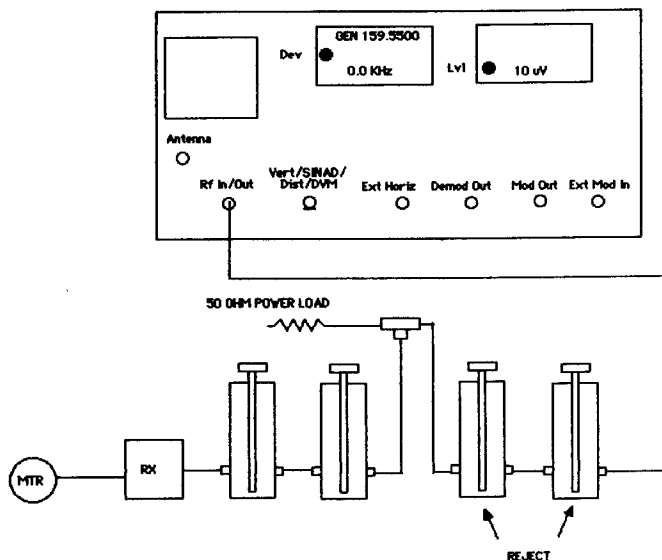 GEN 159.5500
Dev
0.0 KHz
Lvl
10 uV
Antenna
Rf In/Out
Vert/SINAD/
Dist/DVM
Ext Horiz
Demod Out
Mod Out
Ext Mod In
50 OHM POWER LOAD
MTR
RX
REJECT